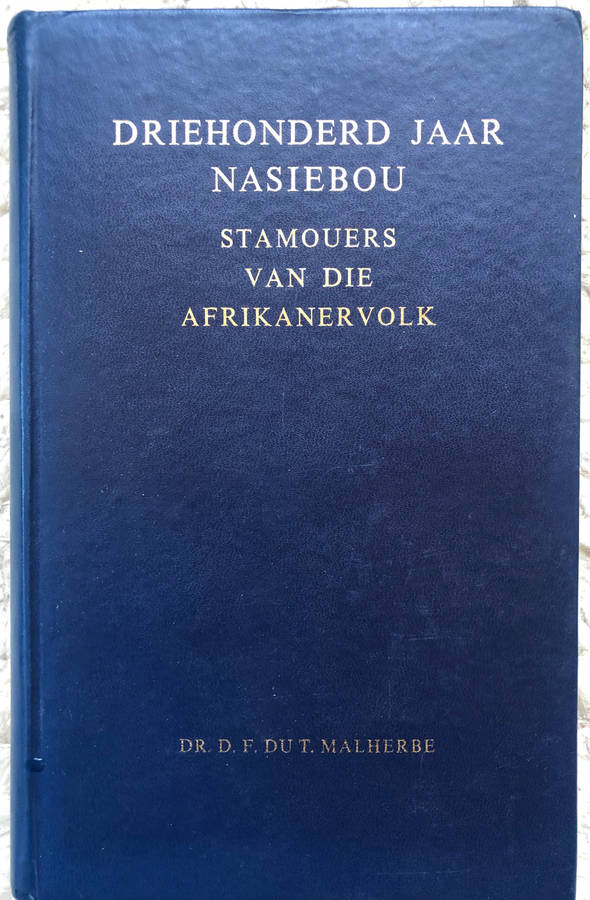 DRIEHONDERD JAAR
NASIEBOU
STAMOUERS
VAN DIE
AFRIKANERVOLK
DR. D. F. DU T. MALHERBE